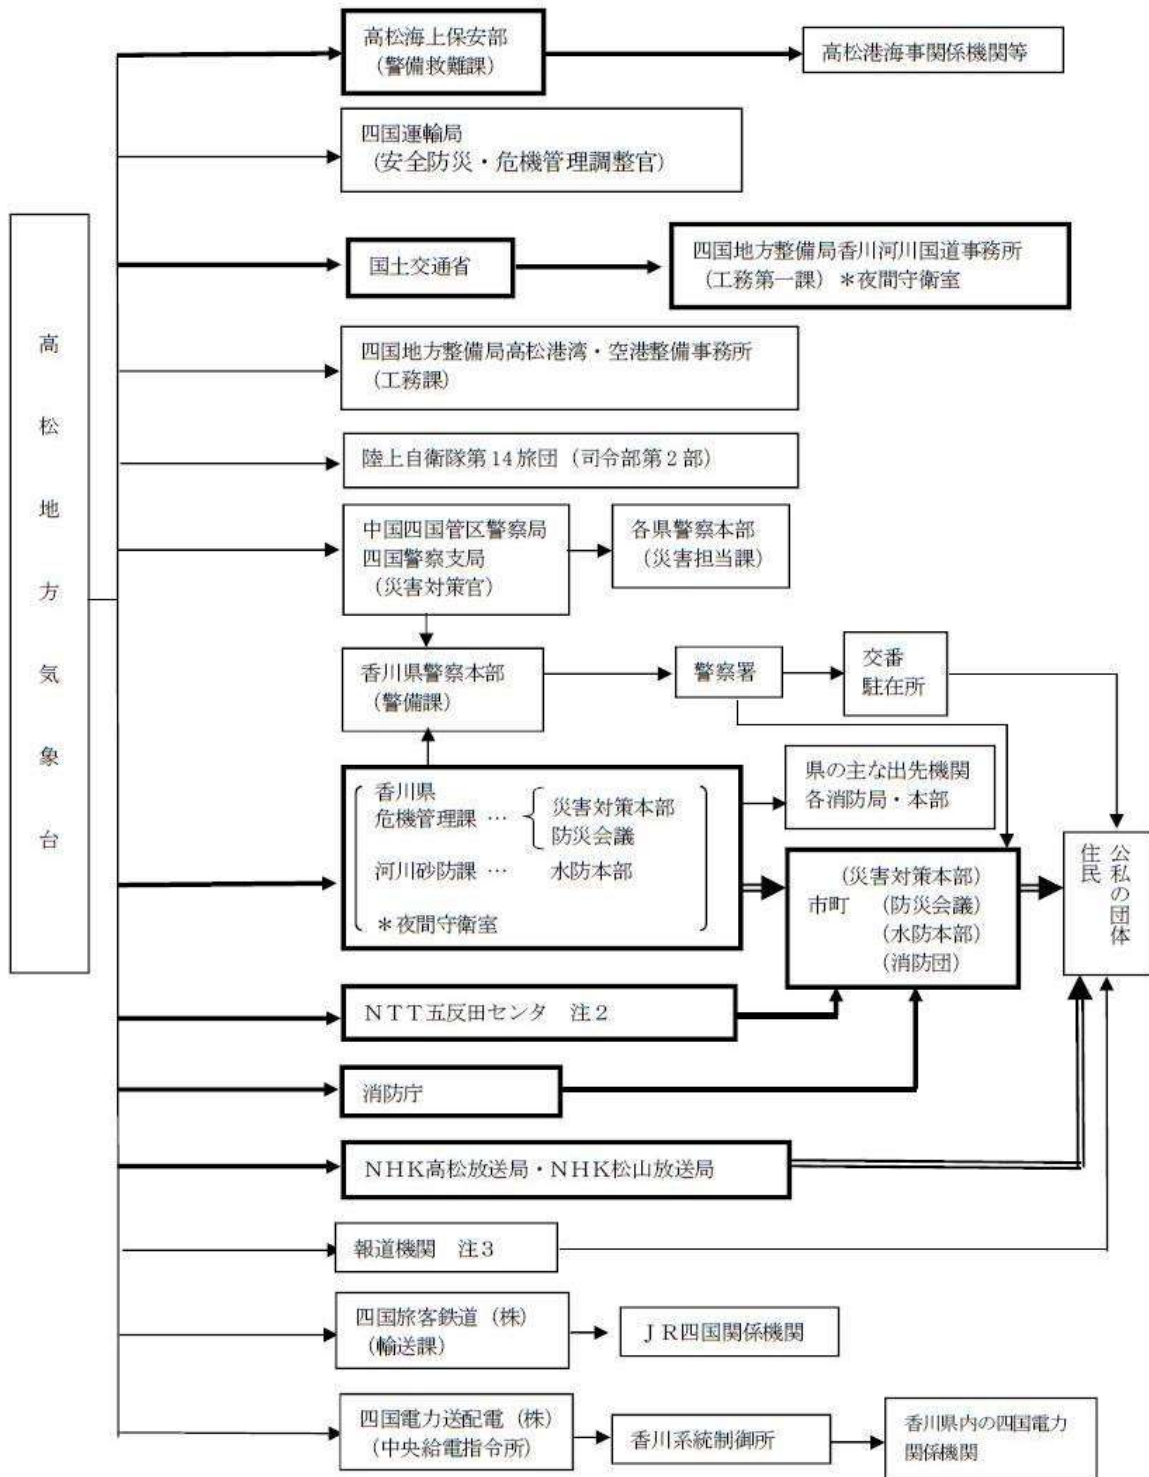 高松地方気象台
高松海上保安部
（警備救難課）
高松港海事関係機関等
四国運輸局
（安全防災・危機管理調整官）
国土交通省
四国地方整備局香川河川国道事務所
（工務第一課）＊夜間守衛室
四国地方整備局高松港湾・空港整備事務所
（工務課）
陸上自衛隊第14旅団（司令部第２部）
中国四国管区警察局
四国警察支局
（災害対策官）
各県警察本部
（災害担当課）
香川県警察本部
（警備課）
警察署
交番
駐在所
香川県
危機管理課 …
災害対策本部
防災会議
河川砂防課 … 水防本部
＊夜間守衛室
県の主な出先機関
各消防局・本部
（災害対策本部）
市町 （防災会議）
（水防本部）
（消防団）
公私の団体
住民
ＮＴＴ五反田センタ 注２
消防庁
ＮＨＫ高松放送局・ＮＨＫ松山放送局
報道機関 注３
四国旅客鉄道（株）
（輸送課）
ＪＲ四国関係機関
四国電力送配電（株）
（中央給電指令所）
香川系統制御所
香川県内の四国電力
関係機関